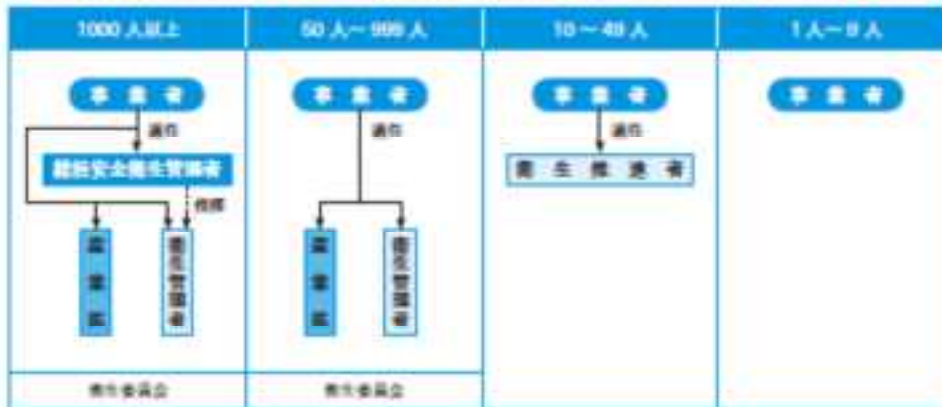 1000人以上
50人～999人
10～49人
1人～9人
事業者
事業者
事業者
事業者
選任
選任
選任
総括安全衛生管理者
衛生推進者
指揮
産業医
衛生管理者
産業医
衛生管理者
衛生委員会
衛生委員会